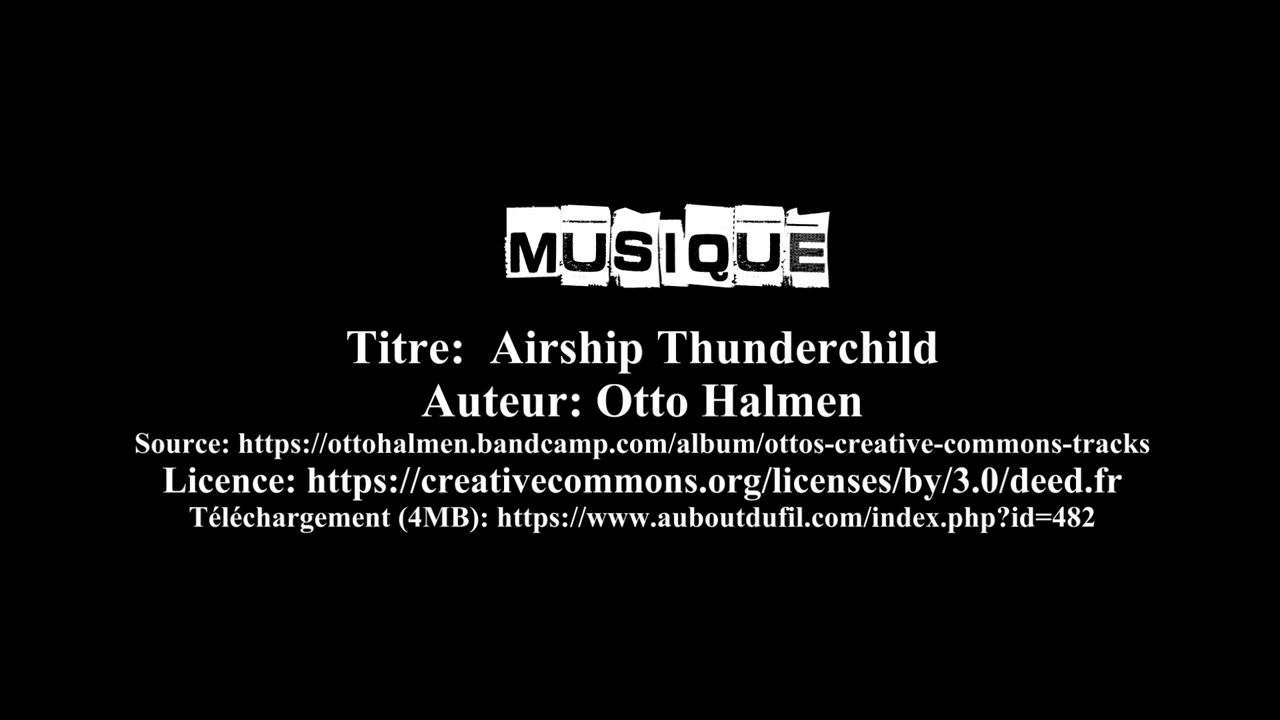 MUSIQUE
Titre: Airship Thunderchild
Auteur: Otto Halmen
Source: https://ottohalmen.bandcamp.com/album/ottos-creative-commons-tracks
Licence: https://creativecommons.org/licenses/by/3.0/deed.fr
Téléchargement (4MB): https://www.auboutdufil.com/index.php?id=482